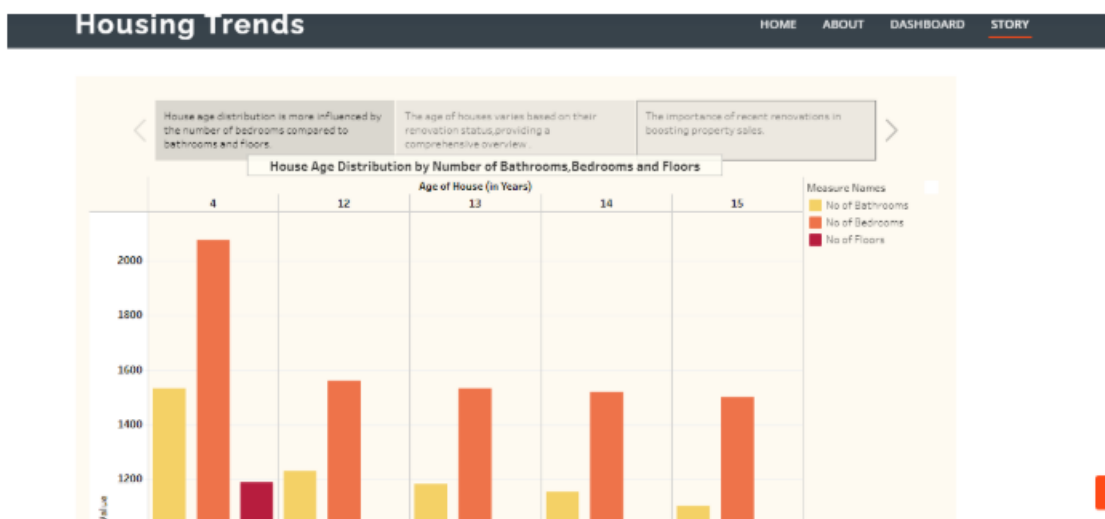 Housing Trends
HOME ABOUT DASHBOARD STORY
House age distribution is more influenced by
the number of bedrooms compared to
bathrooms and floors.
The age of houses varies based on their
renovation status,providing a
comprehensive overview.
The importance of recent renovations in
boosting property sales.
House Age Distribution by Number of Bathrooms,Bedrooms and Floors
Age of House (in Years)
4 12 13 14 15
Measure Names
No of Bathrooms
No of Bedrooms
No of Floors
2000
1800
1600
1400
1200
Value